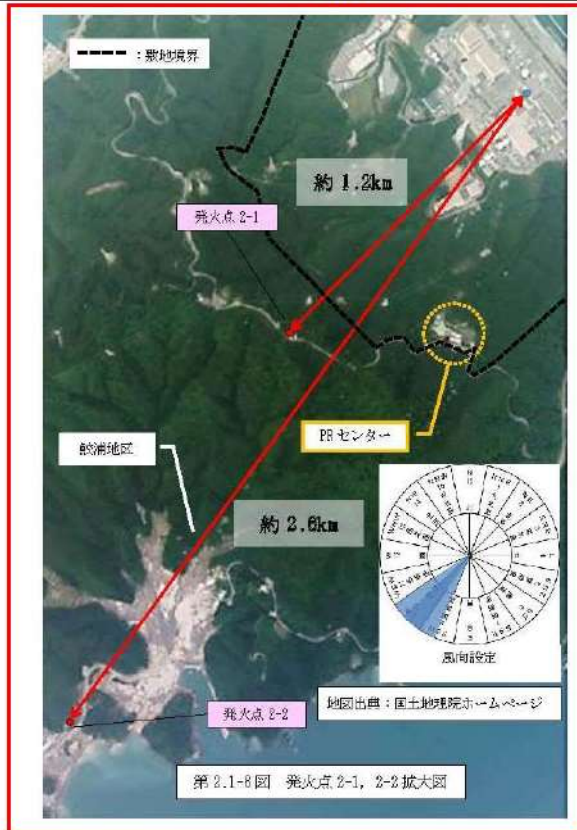 ：敷地境界
約 1.2km
発火点 2-1
PR センター
鮫浦地区
約 2.6km
風向設定
地図出典：国土地理院ホームページ
発火点 2-2
第 2.1-8図　発火点 2-1, 2-2 拡大図